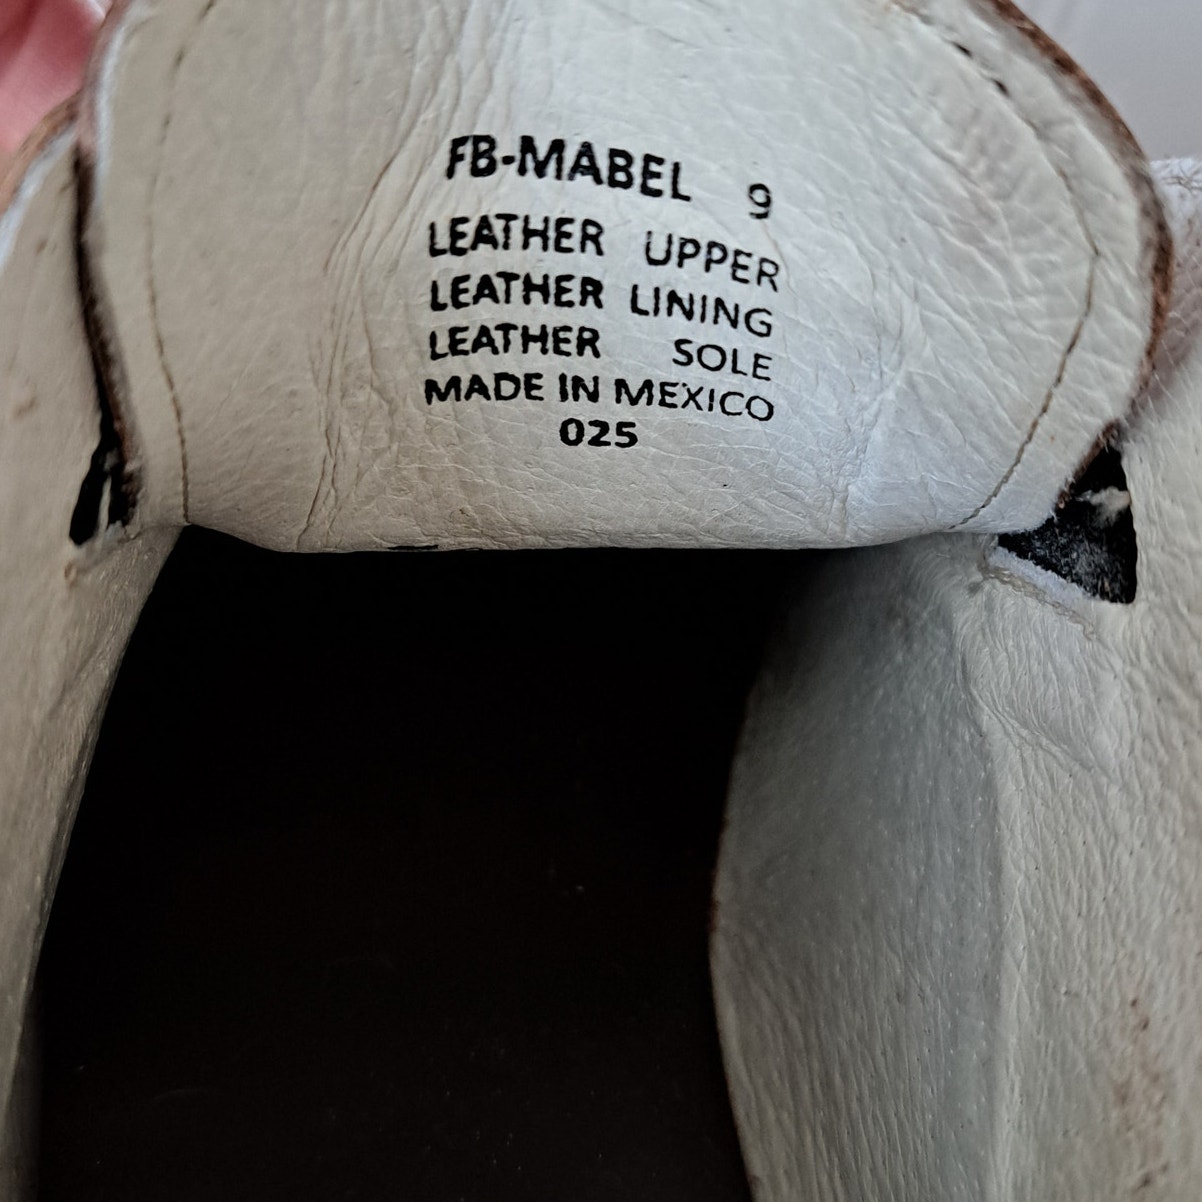 FB-MABEL 9
LEATHER UPPER
LEATHER LINING
LEATHER SOLE
MADE IN MEXICO
025